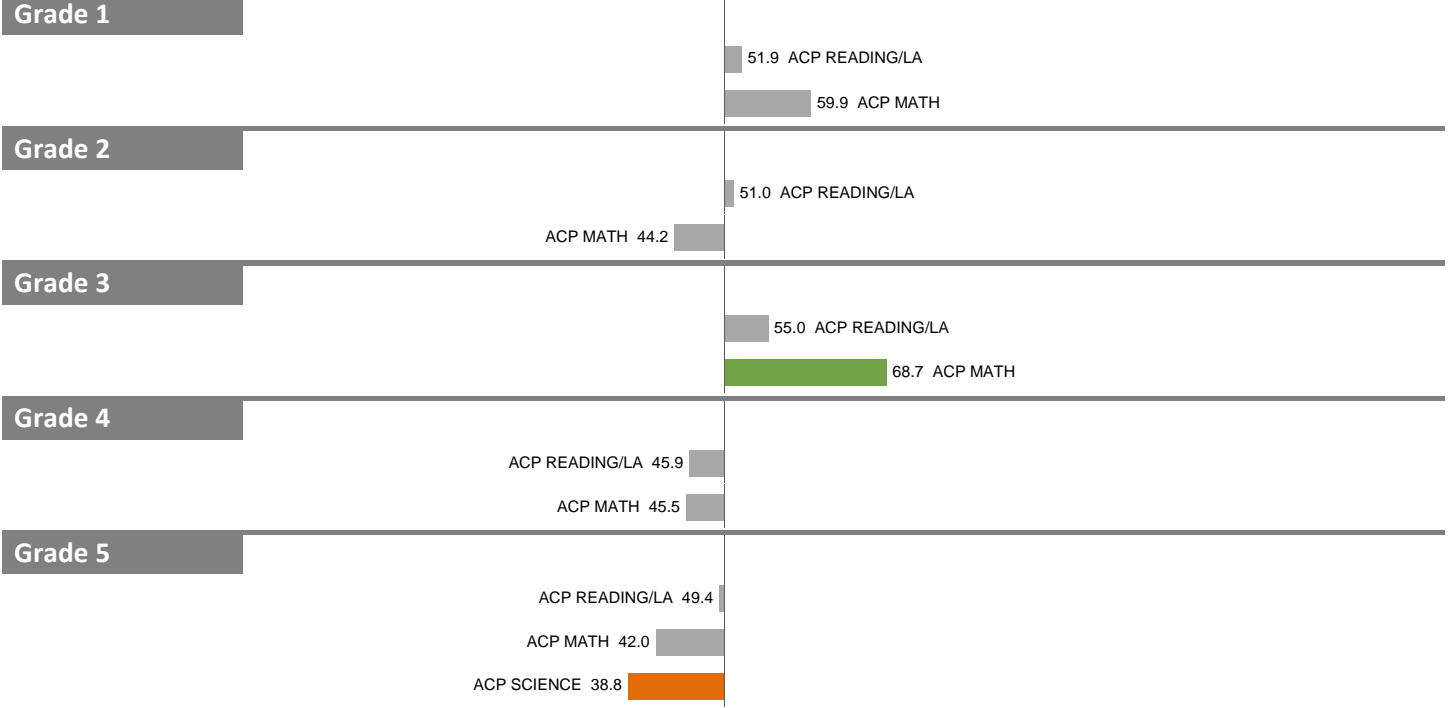 Grade 1
51.9 ACP READING/LA
59.9 ACP MATH
Grade 2
51.0 ACP READING/LA
ACP MATH 44.2
Grade 3
55.0 ACP READING/LA
68.7 ACP MATH
Grade 4
ACP READING/LA 45.9
ACP MATH 45.5
Grade 5
ACP READING/LA 49.4
ACP MATH 42.0
ACP SCIENCE 38.8